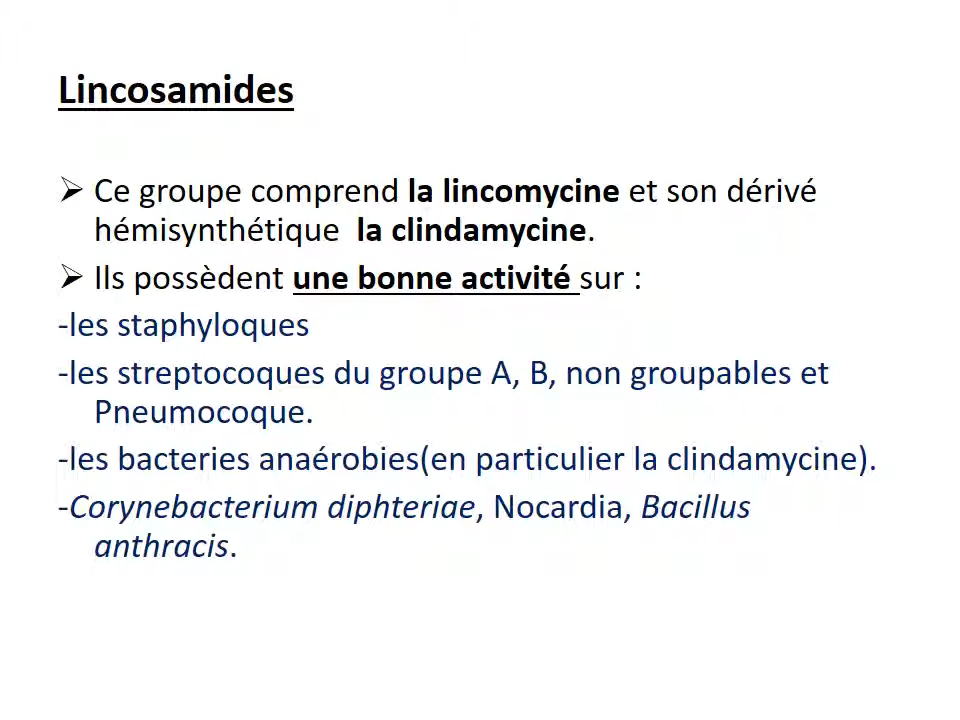 Lincosamides
➢ Ce groupe comprend la lincomycine et son dérivé
hémisynthétique la clindamycine.
➢ Ils possèdent une bonne activité sur :
-les staphyloques
-les streptocoques du groupe A, B, non groupables et
Pneumocoque.
-les bacteries anaérobies(en particulier la clindamycine).
-Corynebacterium diphteriae, Nocardia, Bacillus
anthracis.